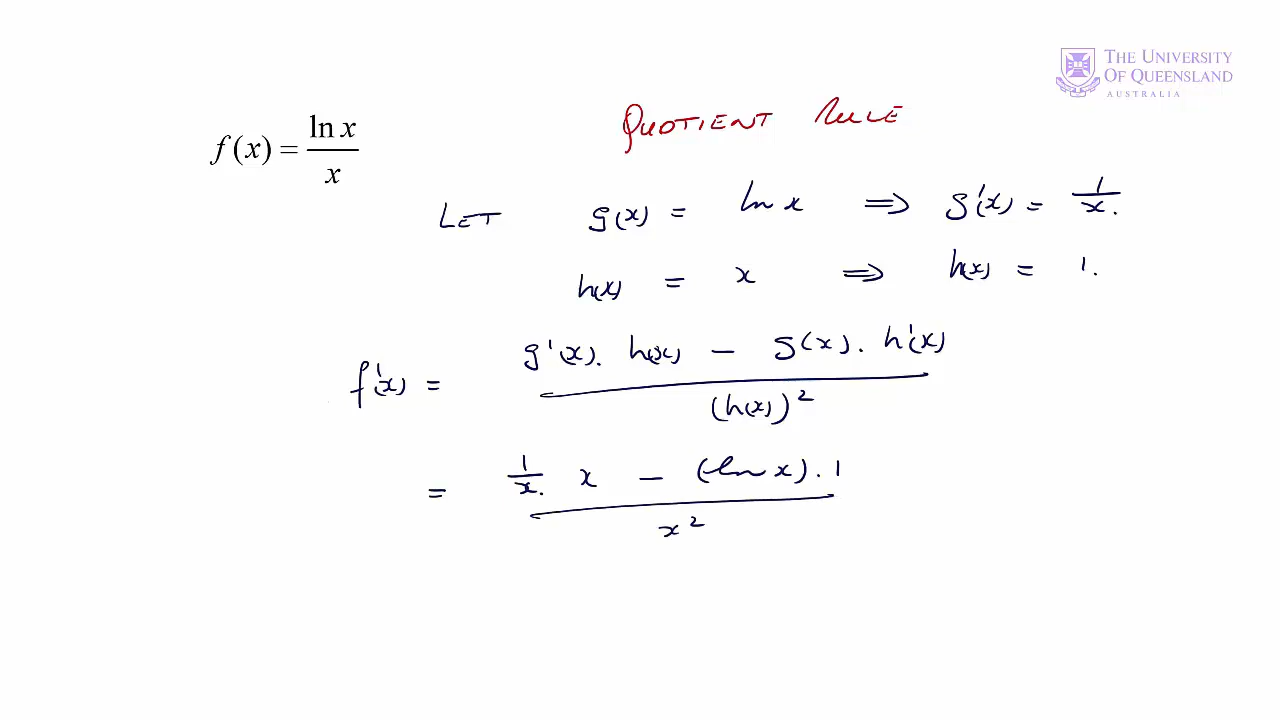 THE UNIVERSITY
OF QUEENSLAND
AUSTRALIA
f(x) = ln x / x
QUOTIENT RULE
LET g(x) = ln x ⇒ g'(x) = 1/x.
h(x) = x ⇒ h(x) = 1.
f'(x) = g'(x). h(x) − g(x). h'(x) / (h(x))²
= 1/x. x − (ln x). 1 / x²